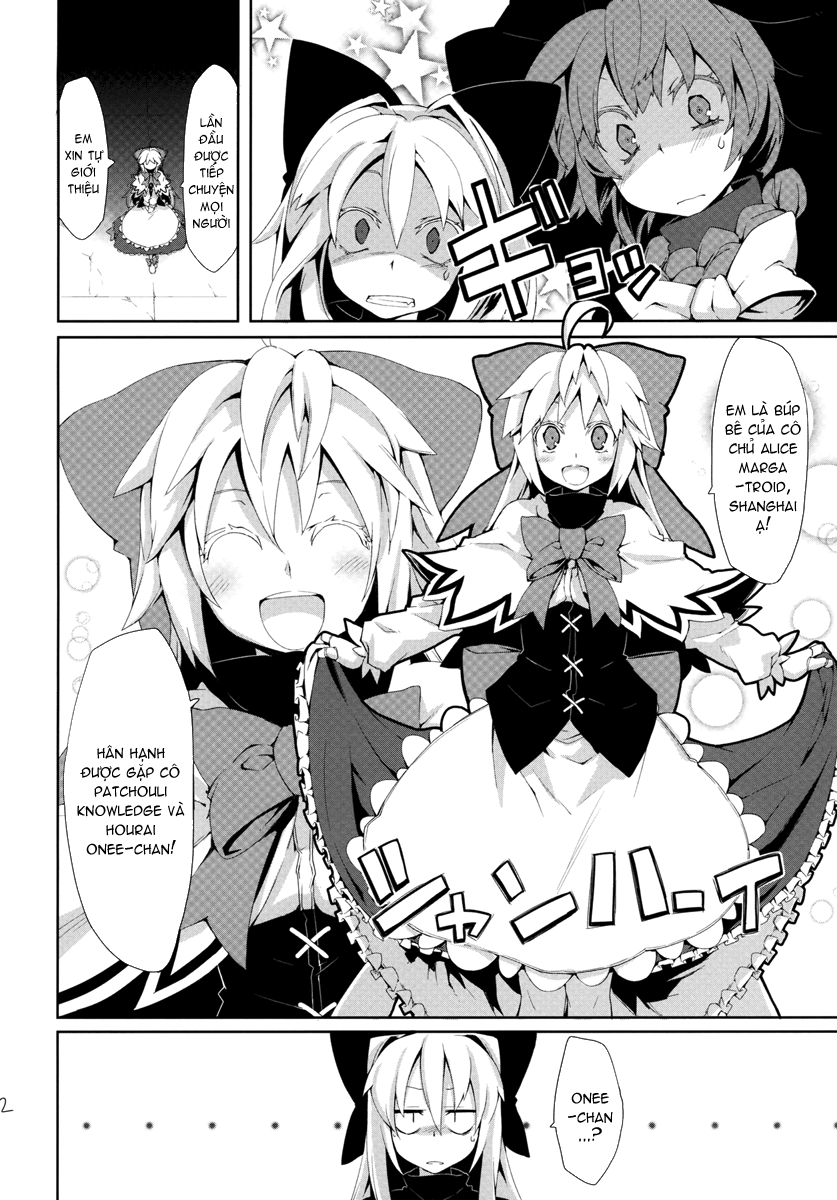 ギョッ
LẦN
ĐẦU
ĐƯỢC
TIẾP
CHUYỆN
MỌI
NGƯỜI
EM
XIN TỰ
GIỚI
THIỆU
EM LÀ BÚP
BÊ CỦA CÔ
CHỦ ALICE
MARGA
-TROID,
SHANGHAI
Ạ!
HÂN HẠNH
ĐƯỢC GẶP CÔ
PATCHOULI
KNOWLEDGE VÀ
HOURAI
ONEE-CHAN!
シャンハーイ
ONEE
-CHAN
...?
2